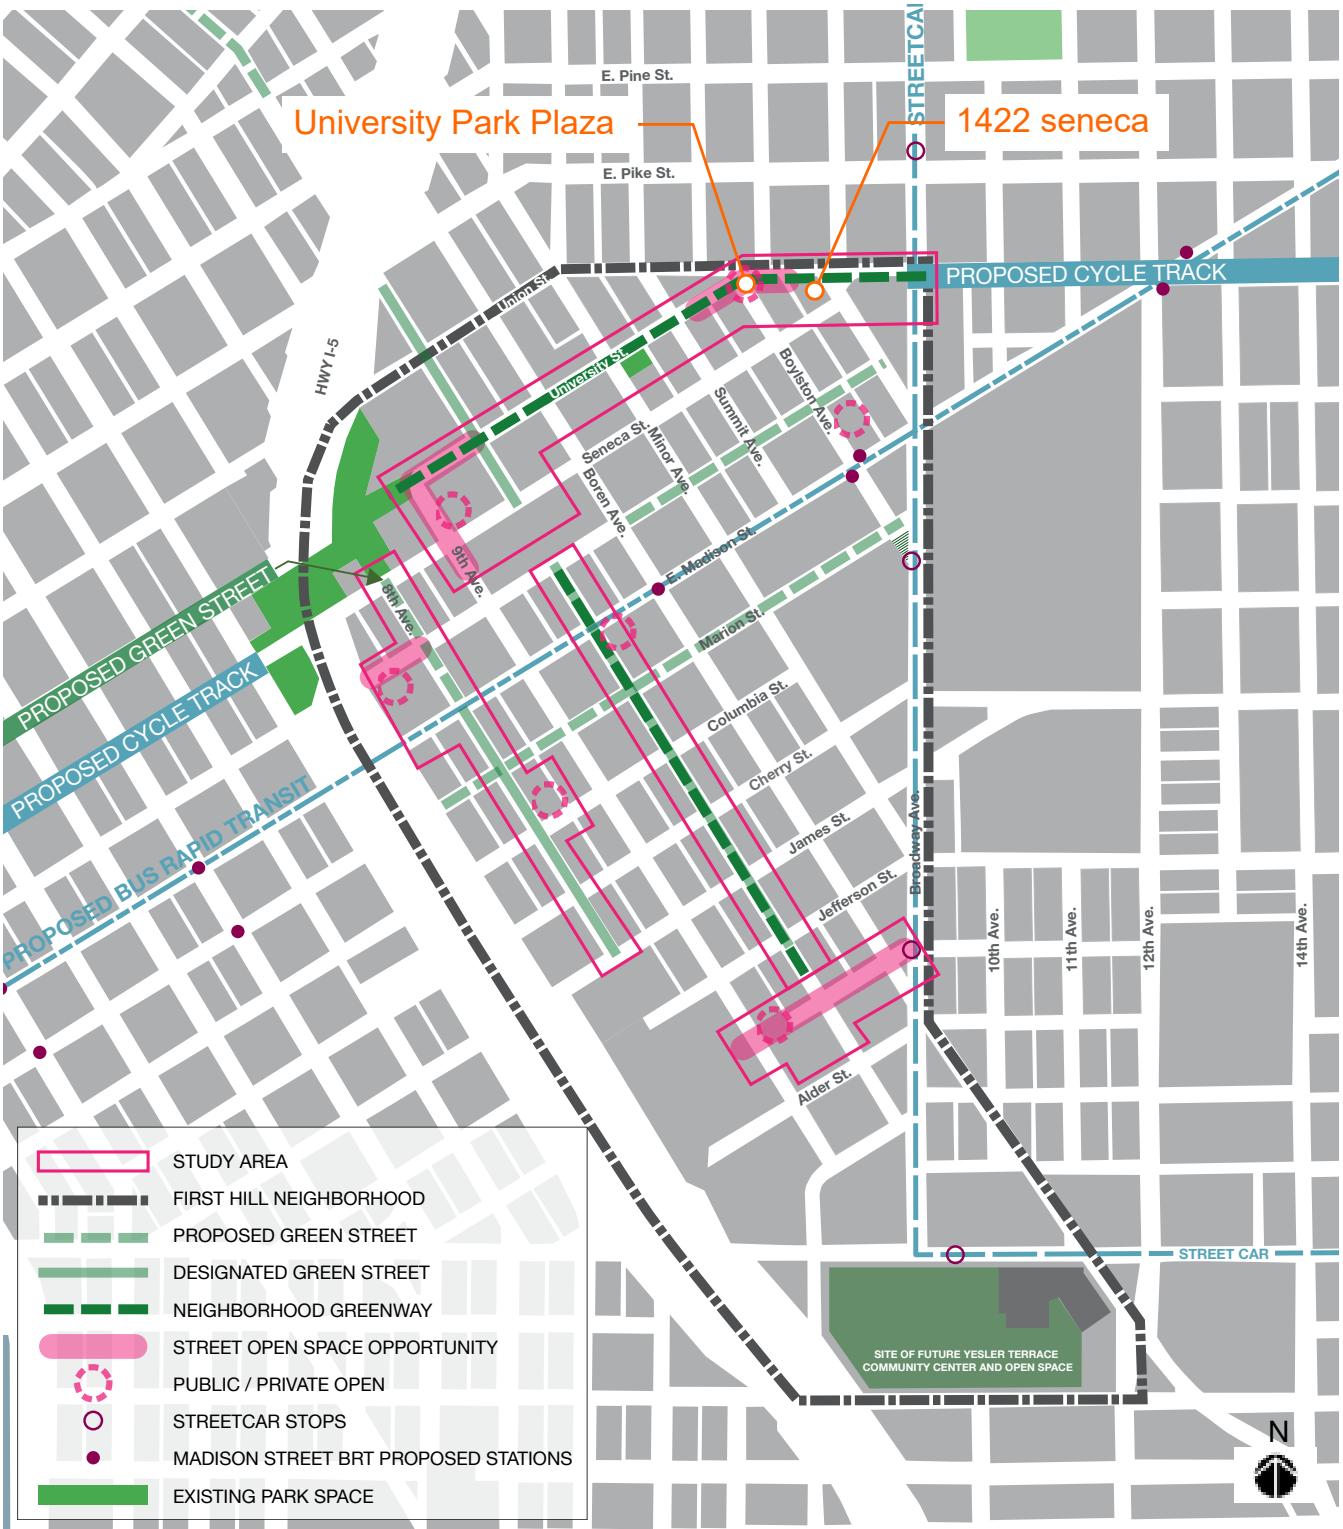 STREETCAR
E. Pine St.
University Park Plaza
1422 seneca
E. Pike St.
PROPOSED CYCLE TRACK
Union St.
HWY I-5
University St.
Boylston Ave.
Summit Ave.
Seneca St.
Minor Ave.
Boren Ave.
9th Ave.
8th Ave.
E. Madison St.
Marion St.
PROPOSED GREEN STREET
PROPOSED CYCLE TRACK
PROPOSED BUS RAPID TRANSIT
Columbia St.
Cherry St.
James St.
Jefferson St.
Broadway Ave.
10th Ave.
11th Ave.
12th Ave.
14th Ave.
Alder St.
STREET CAR
SITE OF FUTURE YESLER TERRACE
COMMUNITY CENTER AND OPEN SPACE
STUDY AREA
FIRST HILL NEIGHBORHOOD
PROPOSED GREEN STREET
DESIGNATED GREEN STREET
NEIGHBORHOOD GREENWAY
STREET OPEN SPACE OPPORTUNITY
PUBLIC / PRIVATE OPEN
STREETCAR STOPS
MADISON STREET BRT PROPOSED STATIONS
EXISTING PARK SPACE
N